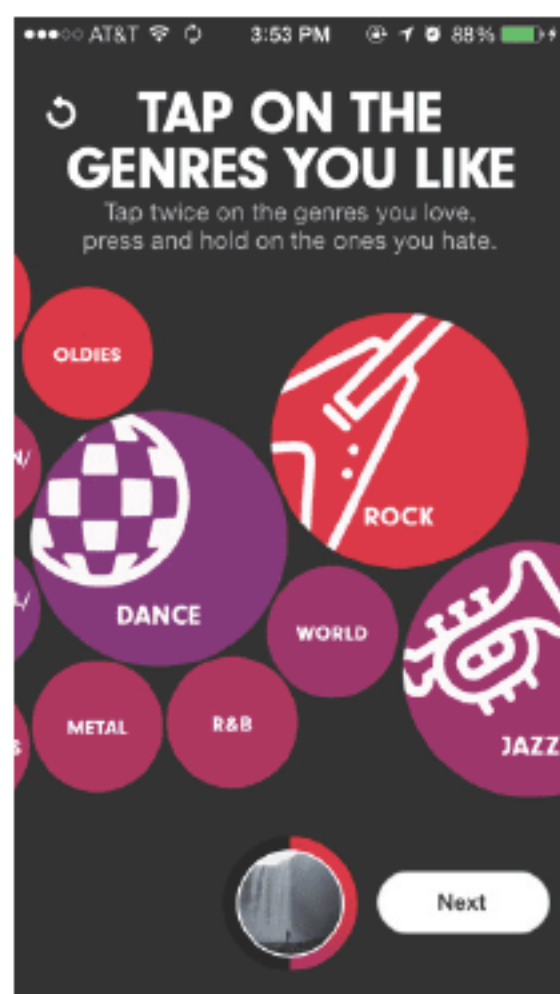 AT&T 3:53 PM 88%
TAP ON THE
GENRES YOU LIKE
Tap twice on the genres you love,
press and hold on the ones you hate.
OLDIES
N/
ROCK
L/
DANCE
WORLD
METAL
R&B
S
JAZZ
Next